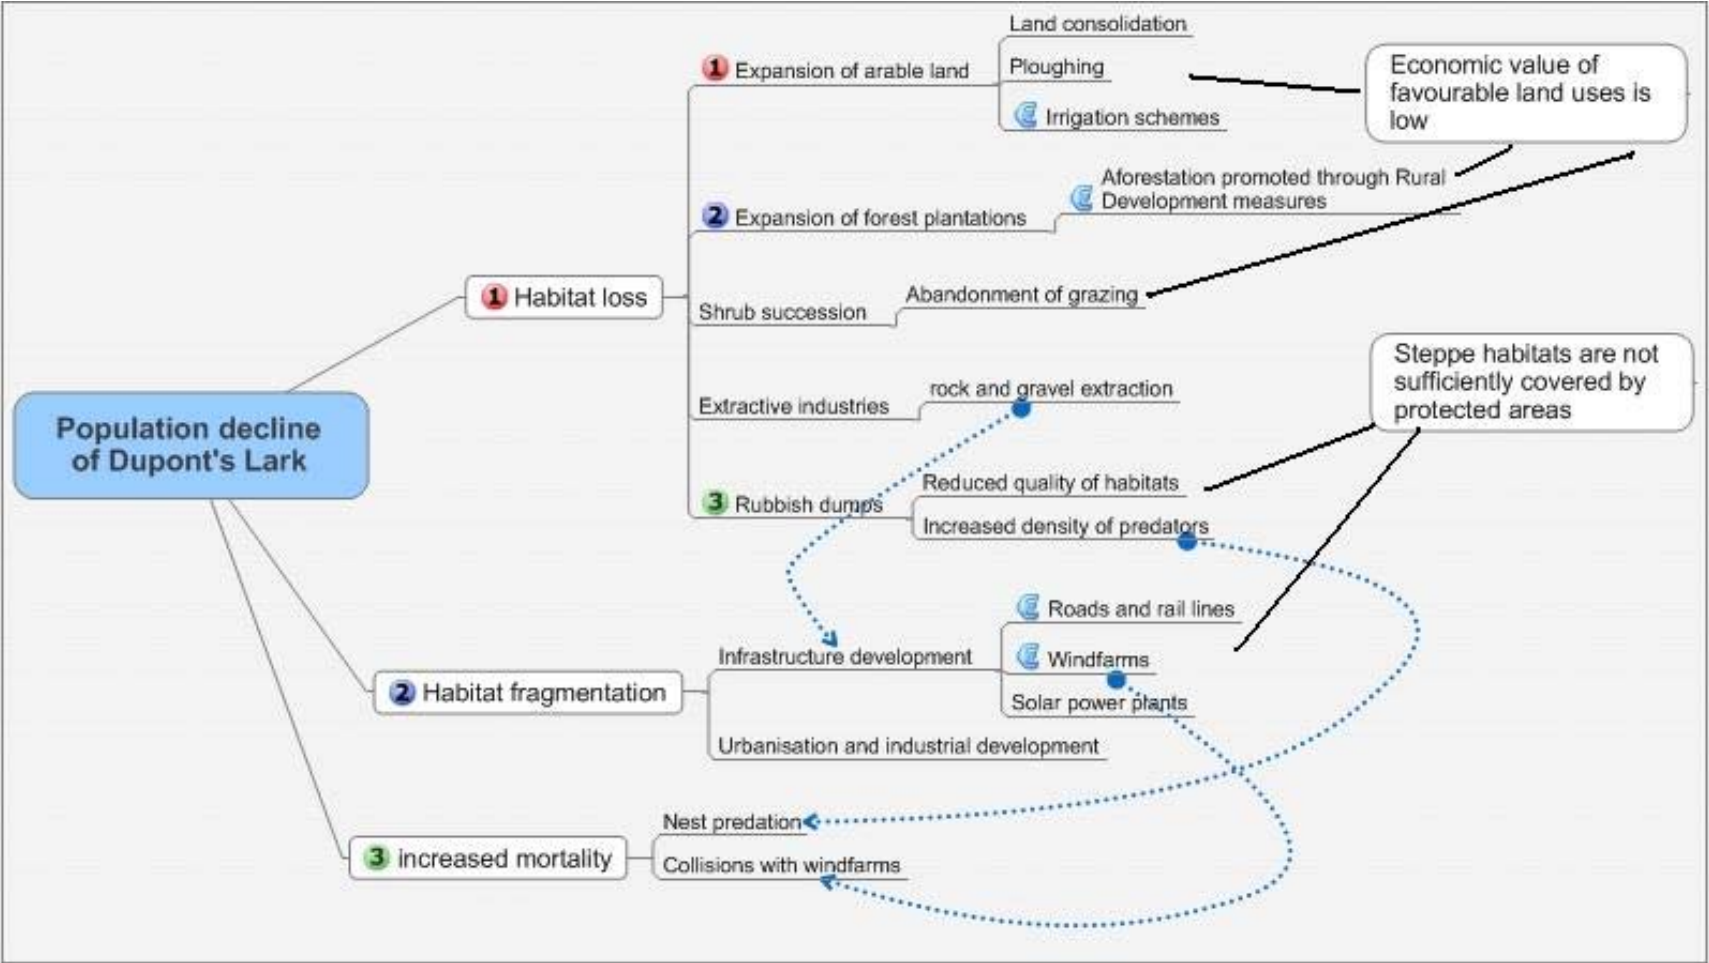 Land consolidation
1 Expansion of arable land
Ploughing
Irrigation schemes
Economic value of
favourable land uses is
low
2 Expansion of forest plantations
Aforestation promoted through Rural
Development measures
1 Habitat loss
Shrub succession
Abandonment of grazing
Extractive industries
rock and gravel extraction
Steppe habitats are not
sufficiently covered by
protected areas
3 Rubbish dumps
Reduced quality of habitats
Increased density of predators
Population decline
of Dupont's Lark
2 Habitat fragmentation
Infrastructure development
Roads and rail lines
Windfarms
Solar power plants
Urbanisation and industrial development
3 increased mortality
Nest predation
Collisions with windfarms